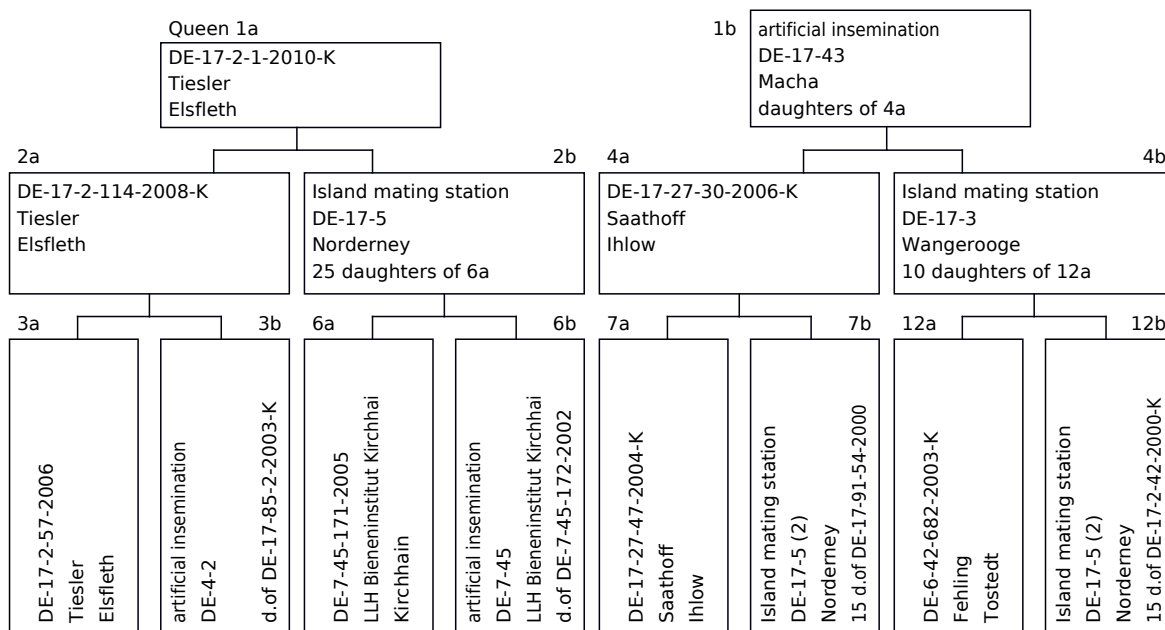 Queen 1a
DE-17-2-1-2010-K
Tiesler
Elsfleth
1b
artificial insemination
DE-17-43
Macha
daughters of 4a
2a
DE-17-2-114-2008-K
Tiesler
Elsfleth
2b
Island mating station
DE-17-5
Norderney
25 daughters of 6a
4a
DE-17-27-30-2006-K
Saathoff
Ihlow
4b
Island mating station
DE-17-3
Wangerooge
10 daughters of 12a
3a
DE-17-2-57-2006
Tiesler
Elsfleth
3b
artificial insemination
DE-4-2
d.of DE-17-85-2-2003-K
6a
DE-7-45-171-2005
LLH Bieneninstitut Kirchhai
Kirchhain
6b
artificial insemination
DE-7-45
LLH Bieneninstitut Kirchhai
d.of DE-7-45-172-2002
7a
DE-17-27-47-2004-K
Saathoff
Ihlow
7b
Island mating station
DE-17-5 (2)
Norderney
15 d.of DE-17-91-54-2000
12a
DE-6-42-682-2003-K
Fehling
Tostedt
12b
Island mating station
DE-17-5 (2)
Norderney
15 d.of DE-17-2-42-2000-K